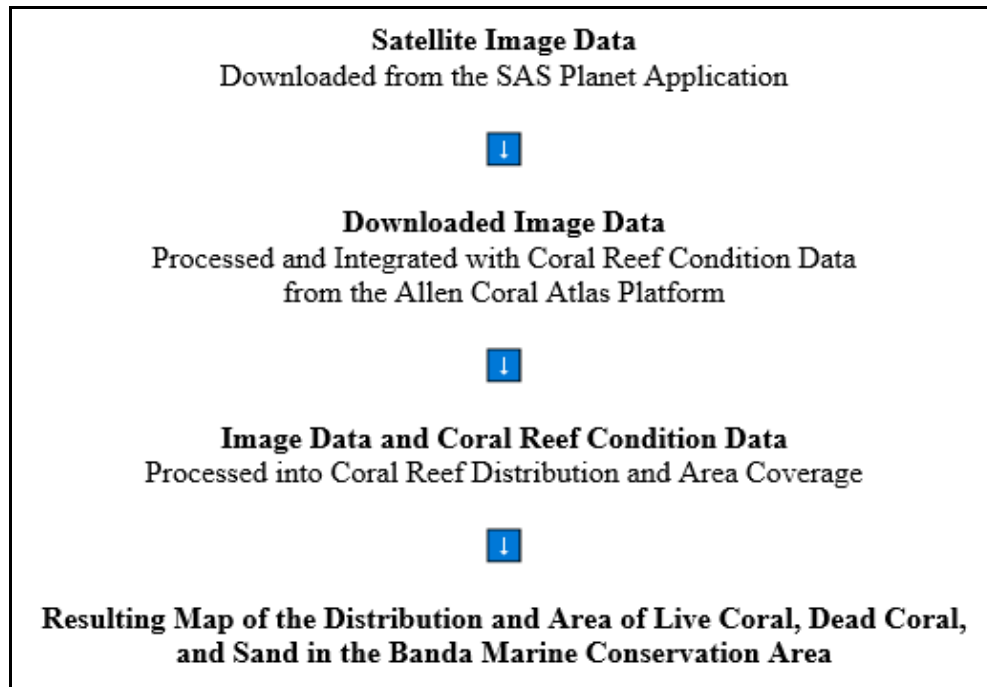 Satellite Image Data
Downloaded from the SAS Planet Application
↓
Downloaded Image Data
Processed and Integrated with Coral Reef Condition Data
from the Allen Coral Atlas Platform
↓
Image Data and Coral Reef Condition Data
Processed into Coral Reef Distribution and Area Coverage
↓
Resulting Map of the Distribution and Area of Live Coral, Dead Coral,
and Sand in the Banda Marine Conservation Area